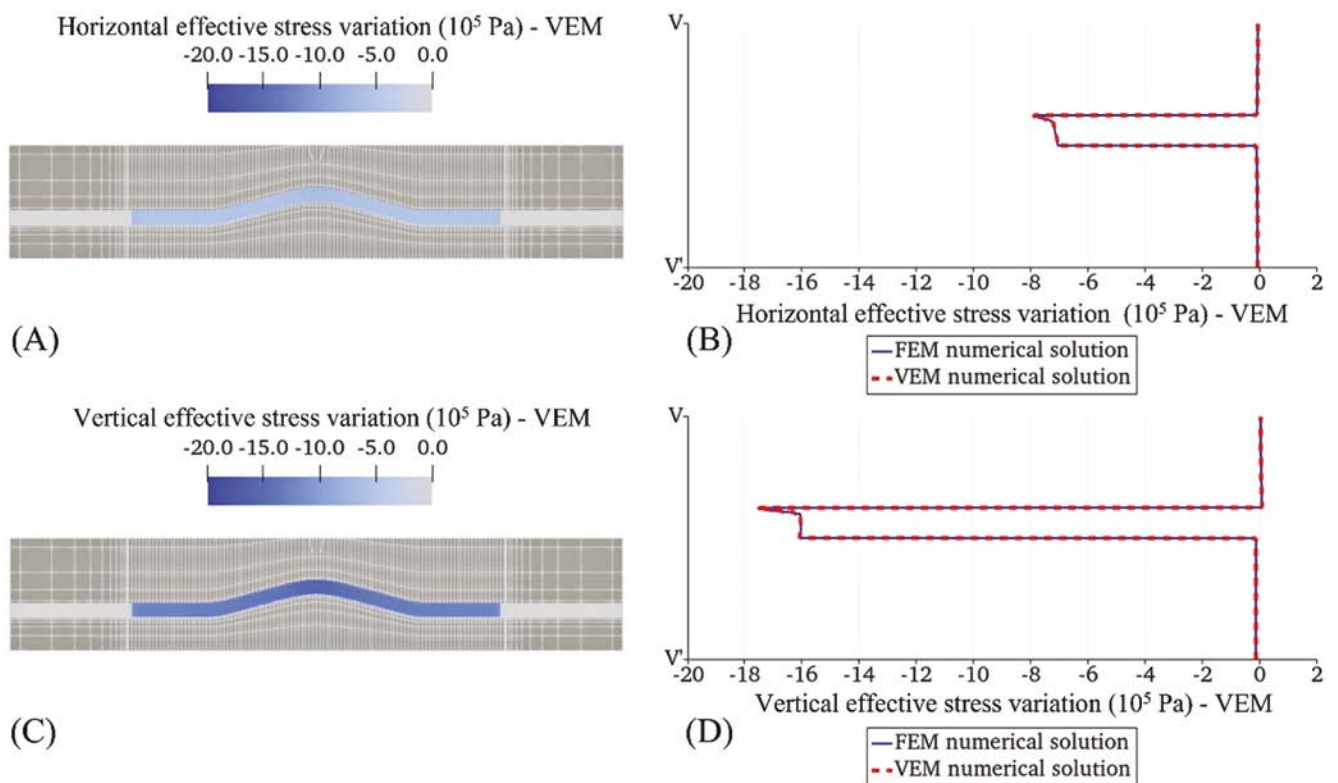 Horizontal effective stress variation (10⁵ Pa) - VEM
-20.0 -15.0 -10.0 -5.0 0.0
(A)
V
V'
-20 -18 -16 -14 -12 -10 -8 -6 -4 -2 0 2
Horizontal effective stress variation (10⁵ Pa) - VEM
(B)
FEM numerical solution
VEM numerical solution
Vertical effective stress variation (10⁵ Pa) - VEM
-20.0 -15.0 -10.0 -5.0 0.0
(C)
V
V'
-20 -18 -16 -14 -12 -10 -8 -6 -4 -2 0 2
Vertical effective stress variation (10⁵ Pa) - VEM
(D)
FEM numerical solution
VEM numerical solution